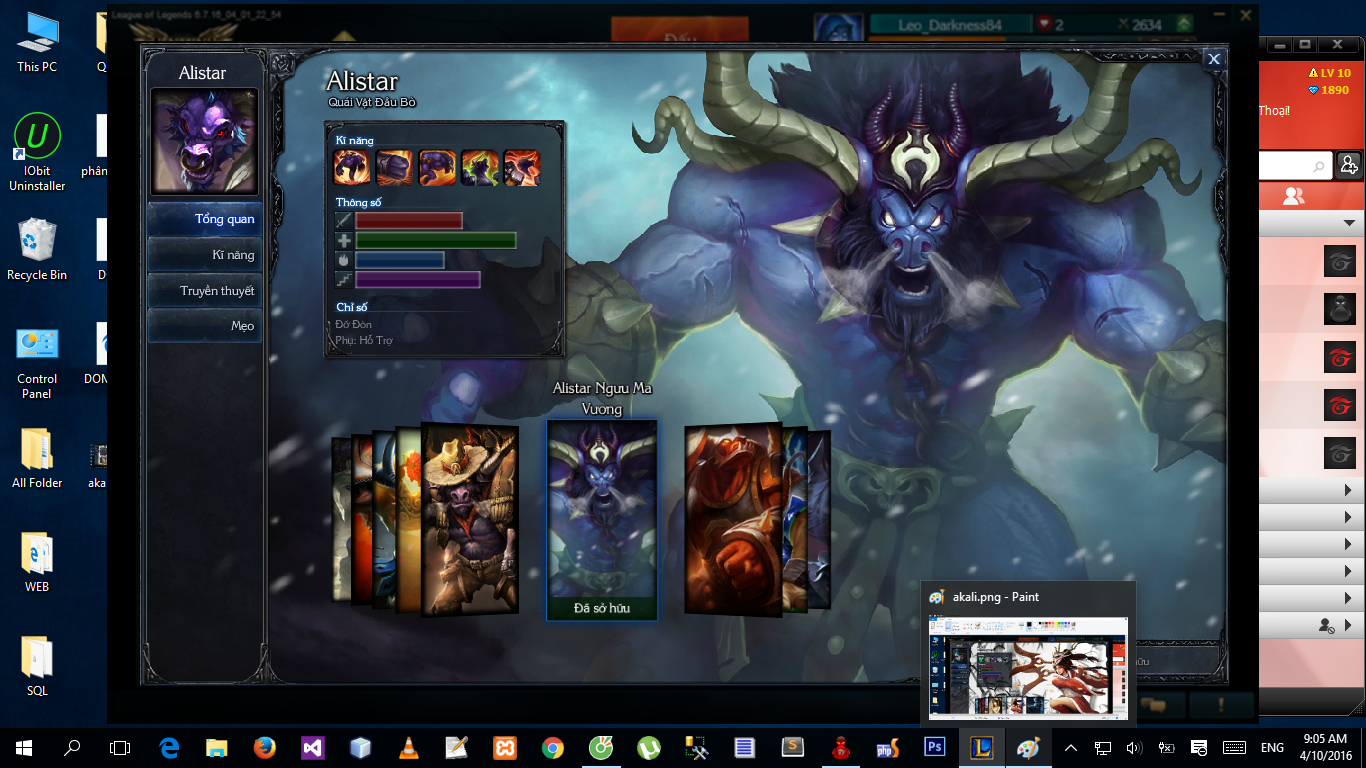 League of Legends 6.7.16_04_01_22_54
Leo_Darkness84
2
2634
Đấu
This PC
IObit
Uninstaller
phân
Recycle Bin
Control
Panel
DOM
All Folder
aka
WEB
SQL
Alistar
Tổng quan
Kĩ năng
Truyền thuyết
Mẹo
Alistar
Quái Vật Đầu Bò
Kĩ năng
Thông số
Chỉ số
Đỡ Đòn
Phụ: Hỗ Trợ
Alistar Ngưu Ma
Vương
Đã sở hữu
LV 10
1890
Thoại!
akali.png - Paint
hữu
ENG
9:05 AM
4/10/2016